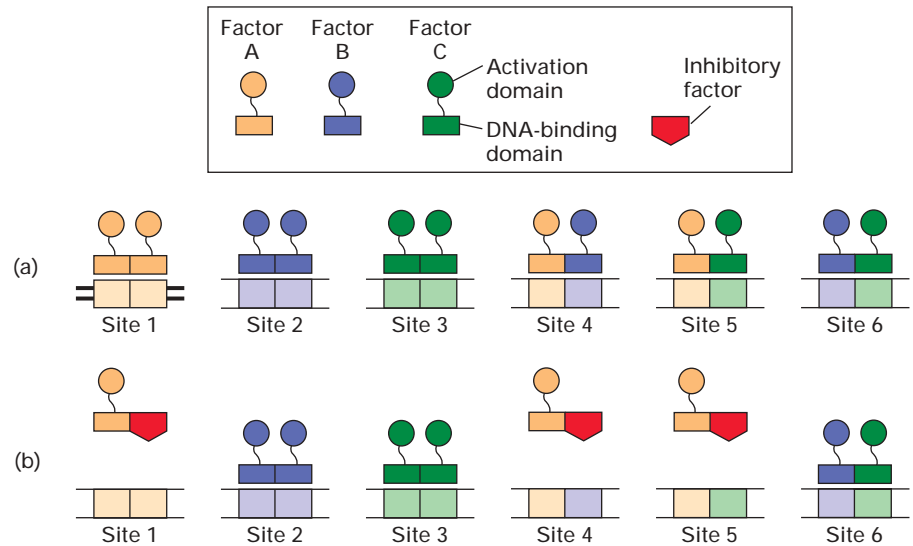 Factor A
Factor B
Factor C
Activation domain
DNA-binding domain
Inhibitory factor
(a)
Site 1
Site 2
Site 3
Site 4
Site 5
Site 6
(b)
Site 1
Site 2
Site 3
Site 4
Site 5
Site 6